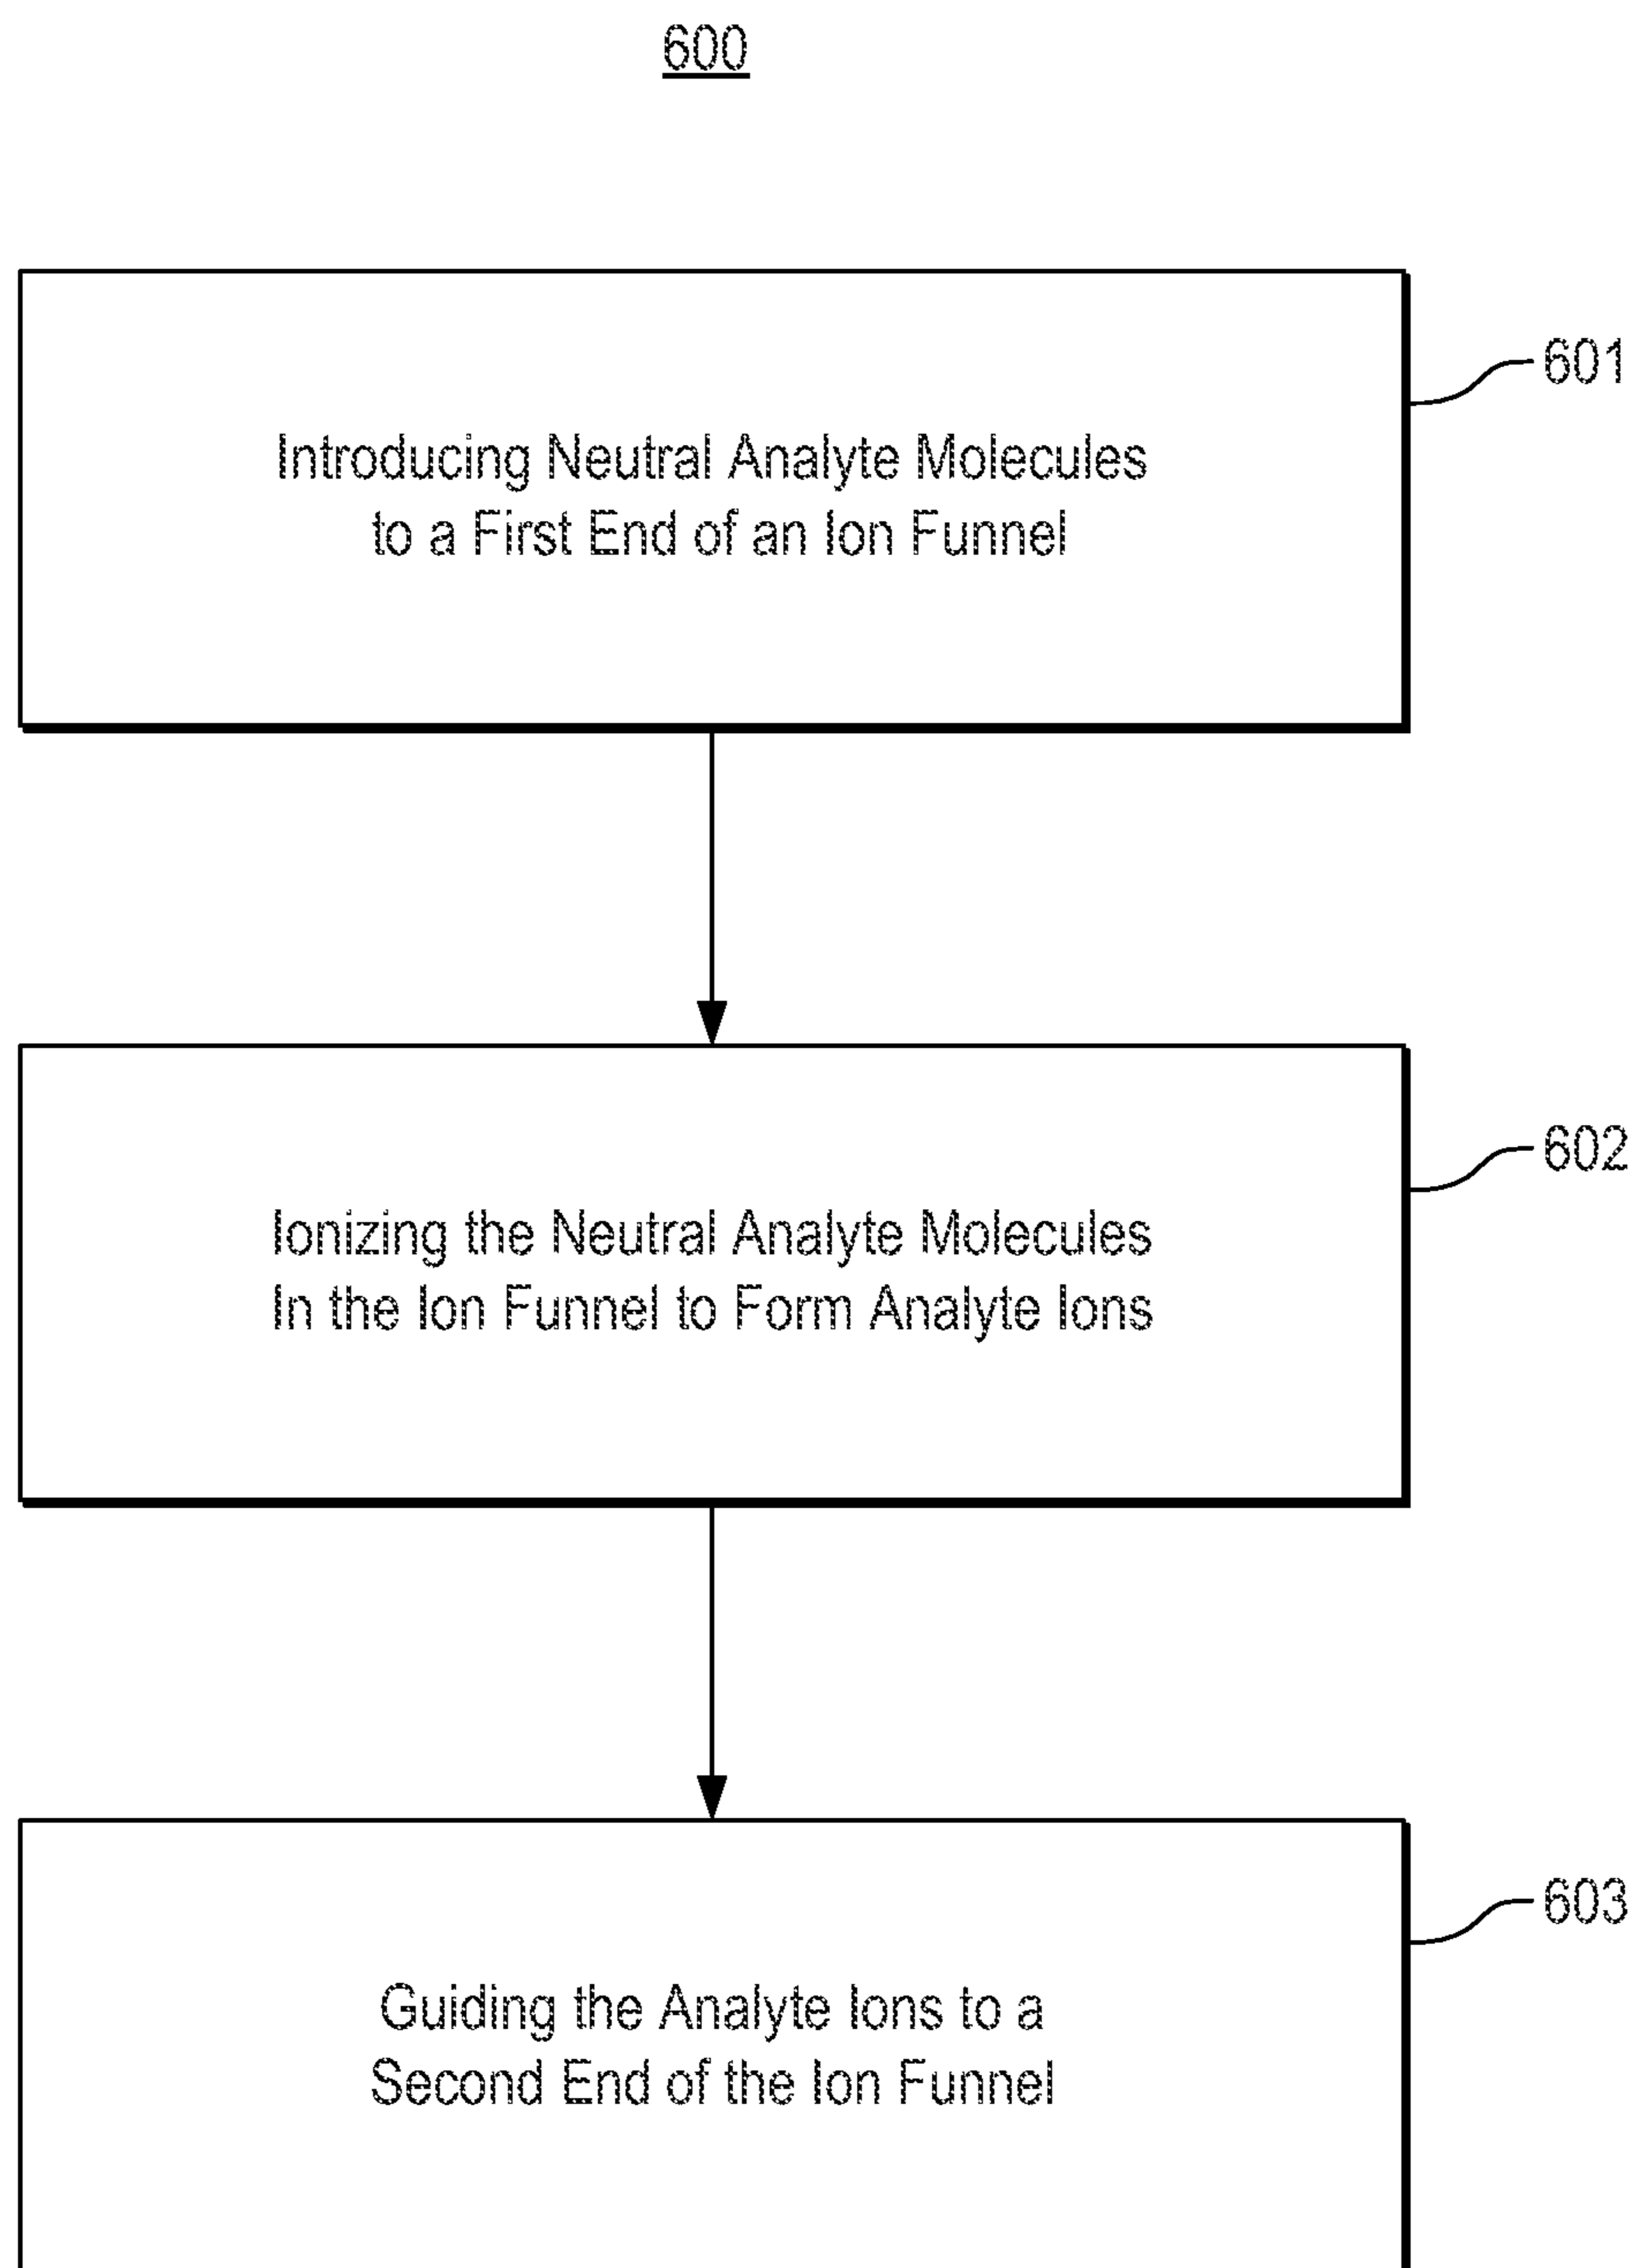 600
601
Introducing Neutral Analyte Molecules
to a First End of an Ion Funnel
602
Ionizing the Neutral Analyte Molecules
In the Ion Funnel to Form Analyte Ions
603
Guiding the Analyte Ions to a
Second End of the Ion Funnel